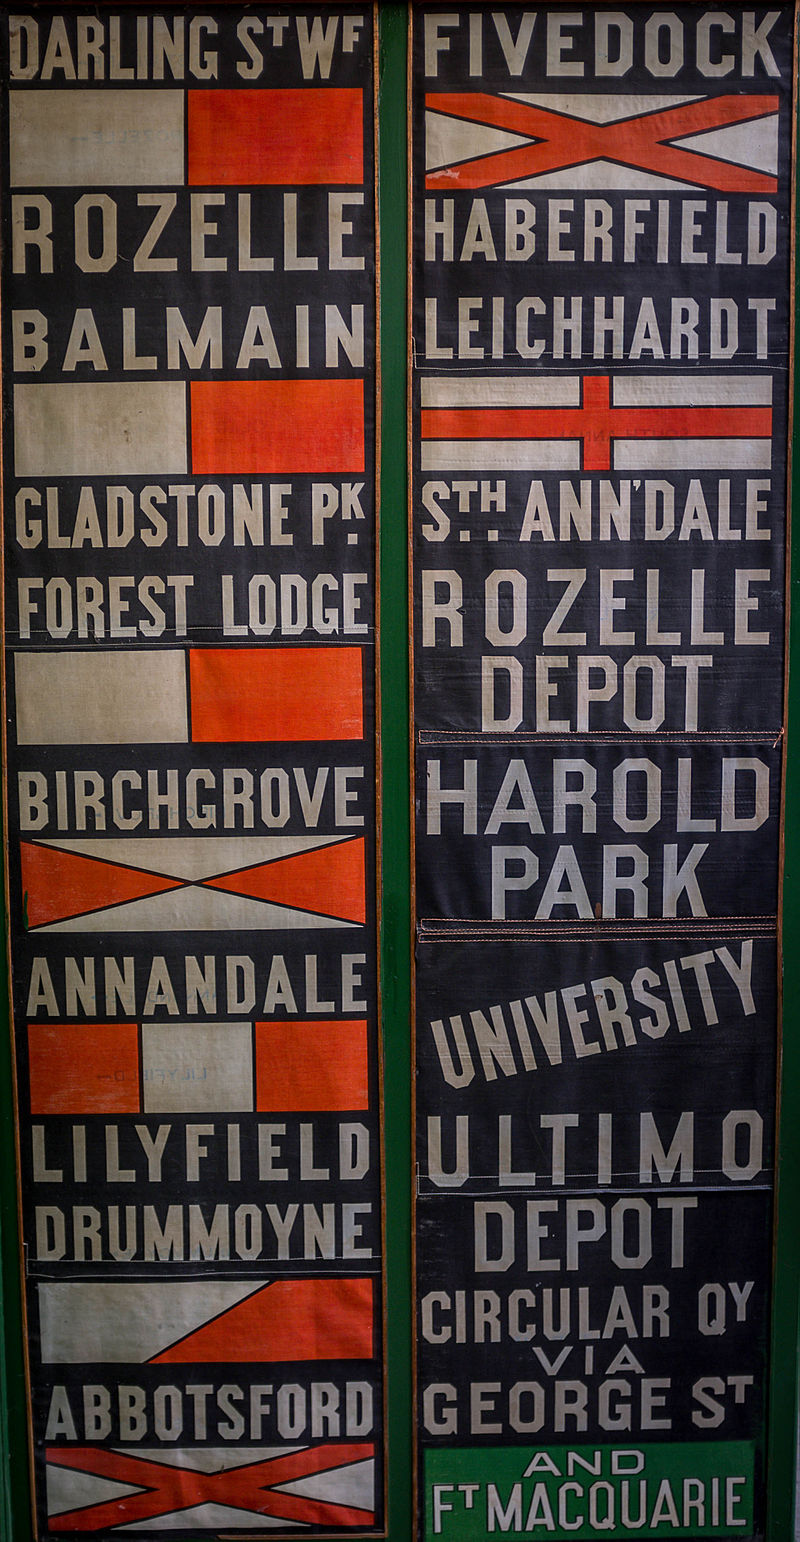 DARLING ST WF
ROZELLE
BALMAIN
GLADSTONE PK.
FOREST LODGE
BIRCHGROVE
ANNANDALE
LILYFIELD
DRUMMOYNE
ABBOTSFORD
FIVEDOCK
HABERFIELD
LEICHHARDT
STH ANN'DALE
ROZELLE
DEPOT
HAROLD
PARK
UNIVERSITY
ULTIMO
DEPOT
CIRCULAR QY
VIA
GEORGE ST
AND
FT MACQUARIE